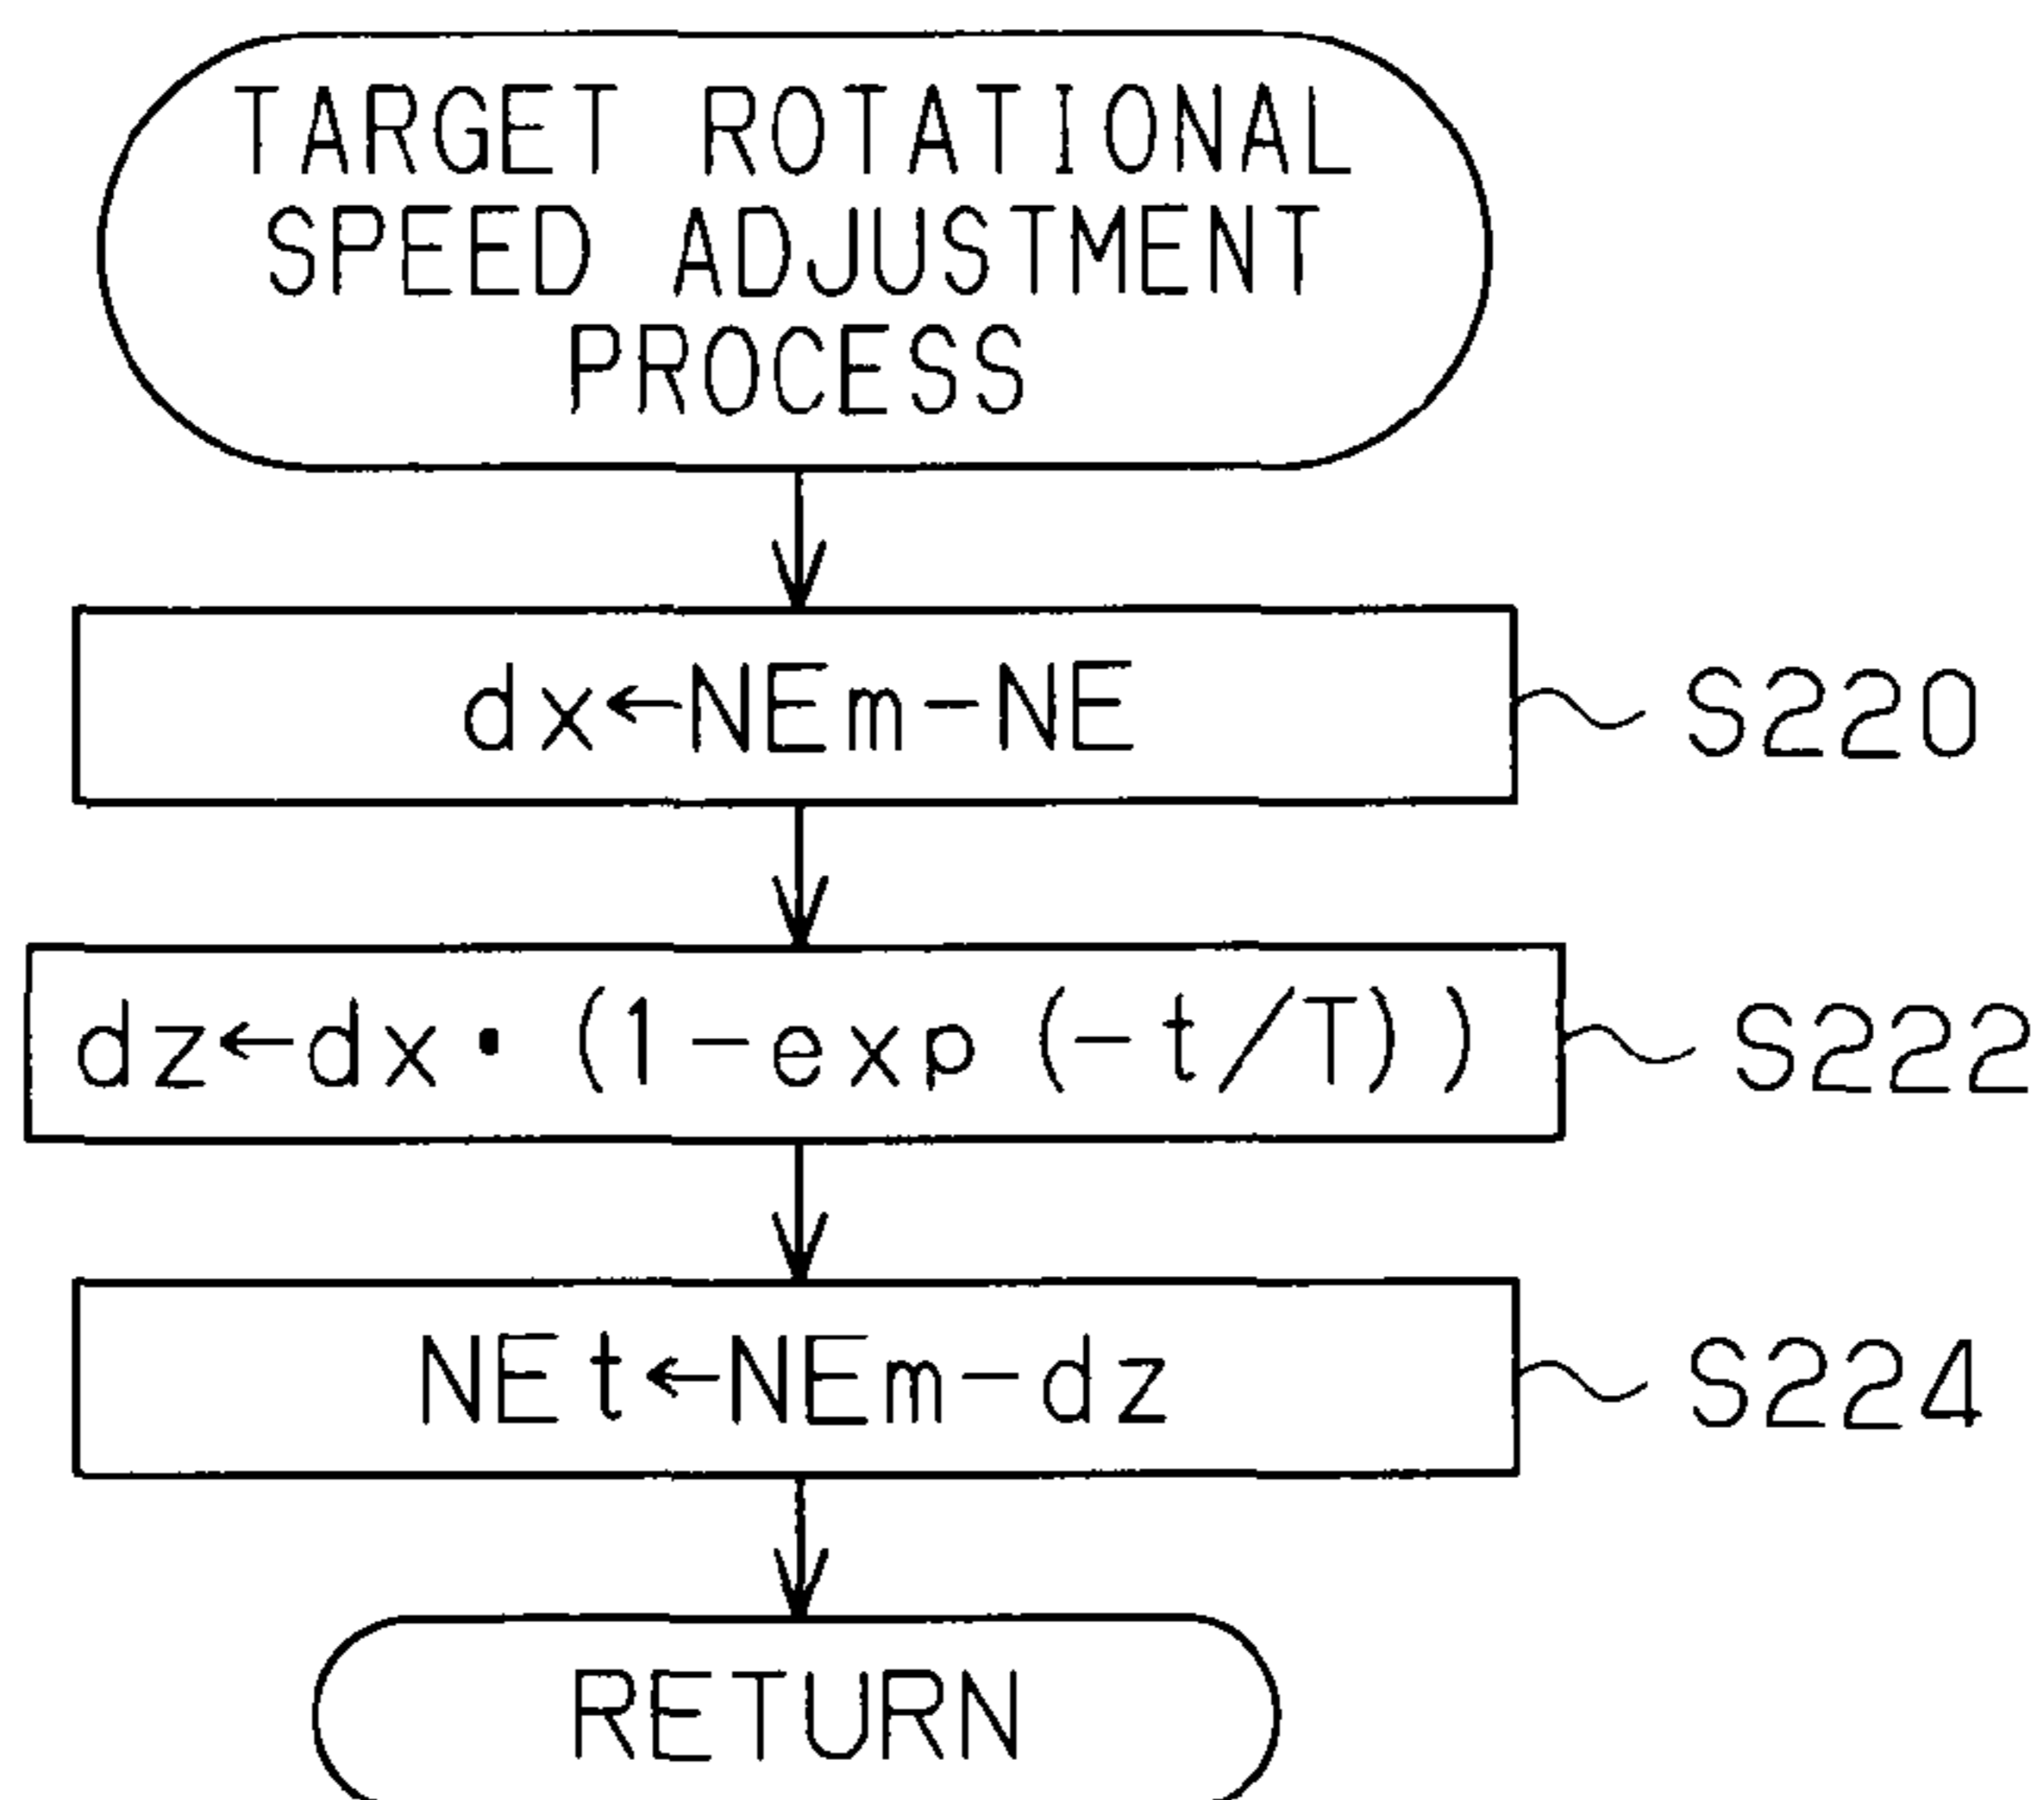 TARGET ROTATIONAL
SPEED ADJUSTMENT
PROCESS
dx←NEm-NE
S220
dz←dx・(1-exp(-t/T))
S222
NEt←NEm-dz
S224
RETURN